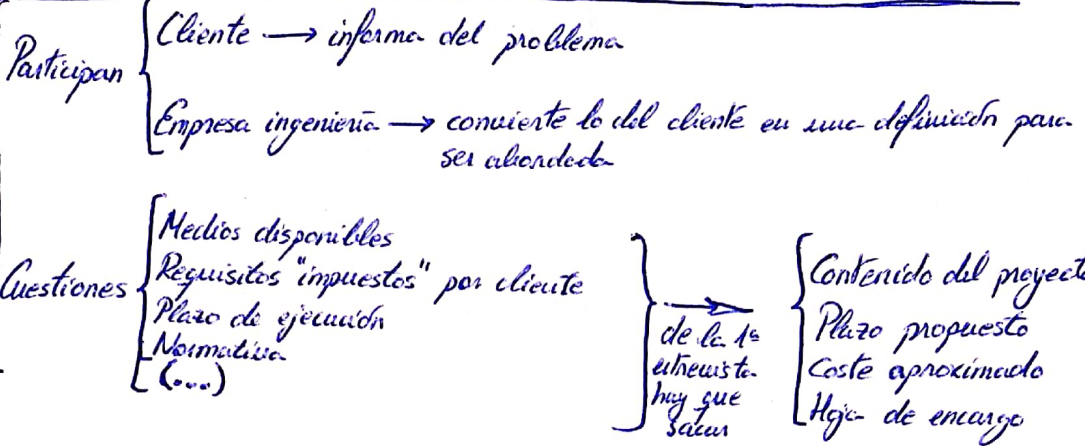 Participan
Cliente → informa del problema
Empresa ingeniería → convierte lo del cliente en una definición para
ser abordada
Cuestiones
Medios disponibles
Requisitos "impuestos" por cliente
Plazo de ejecución
Normativa
(...)
de la 1ª
entrevista
hay que
sacar
Contenido del proyecto
Plazo propuesto
Coste aproximado
Hoja de encargo